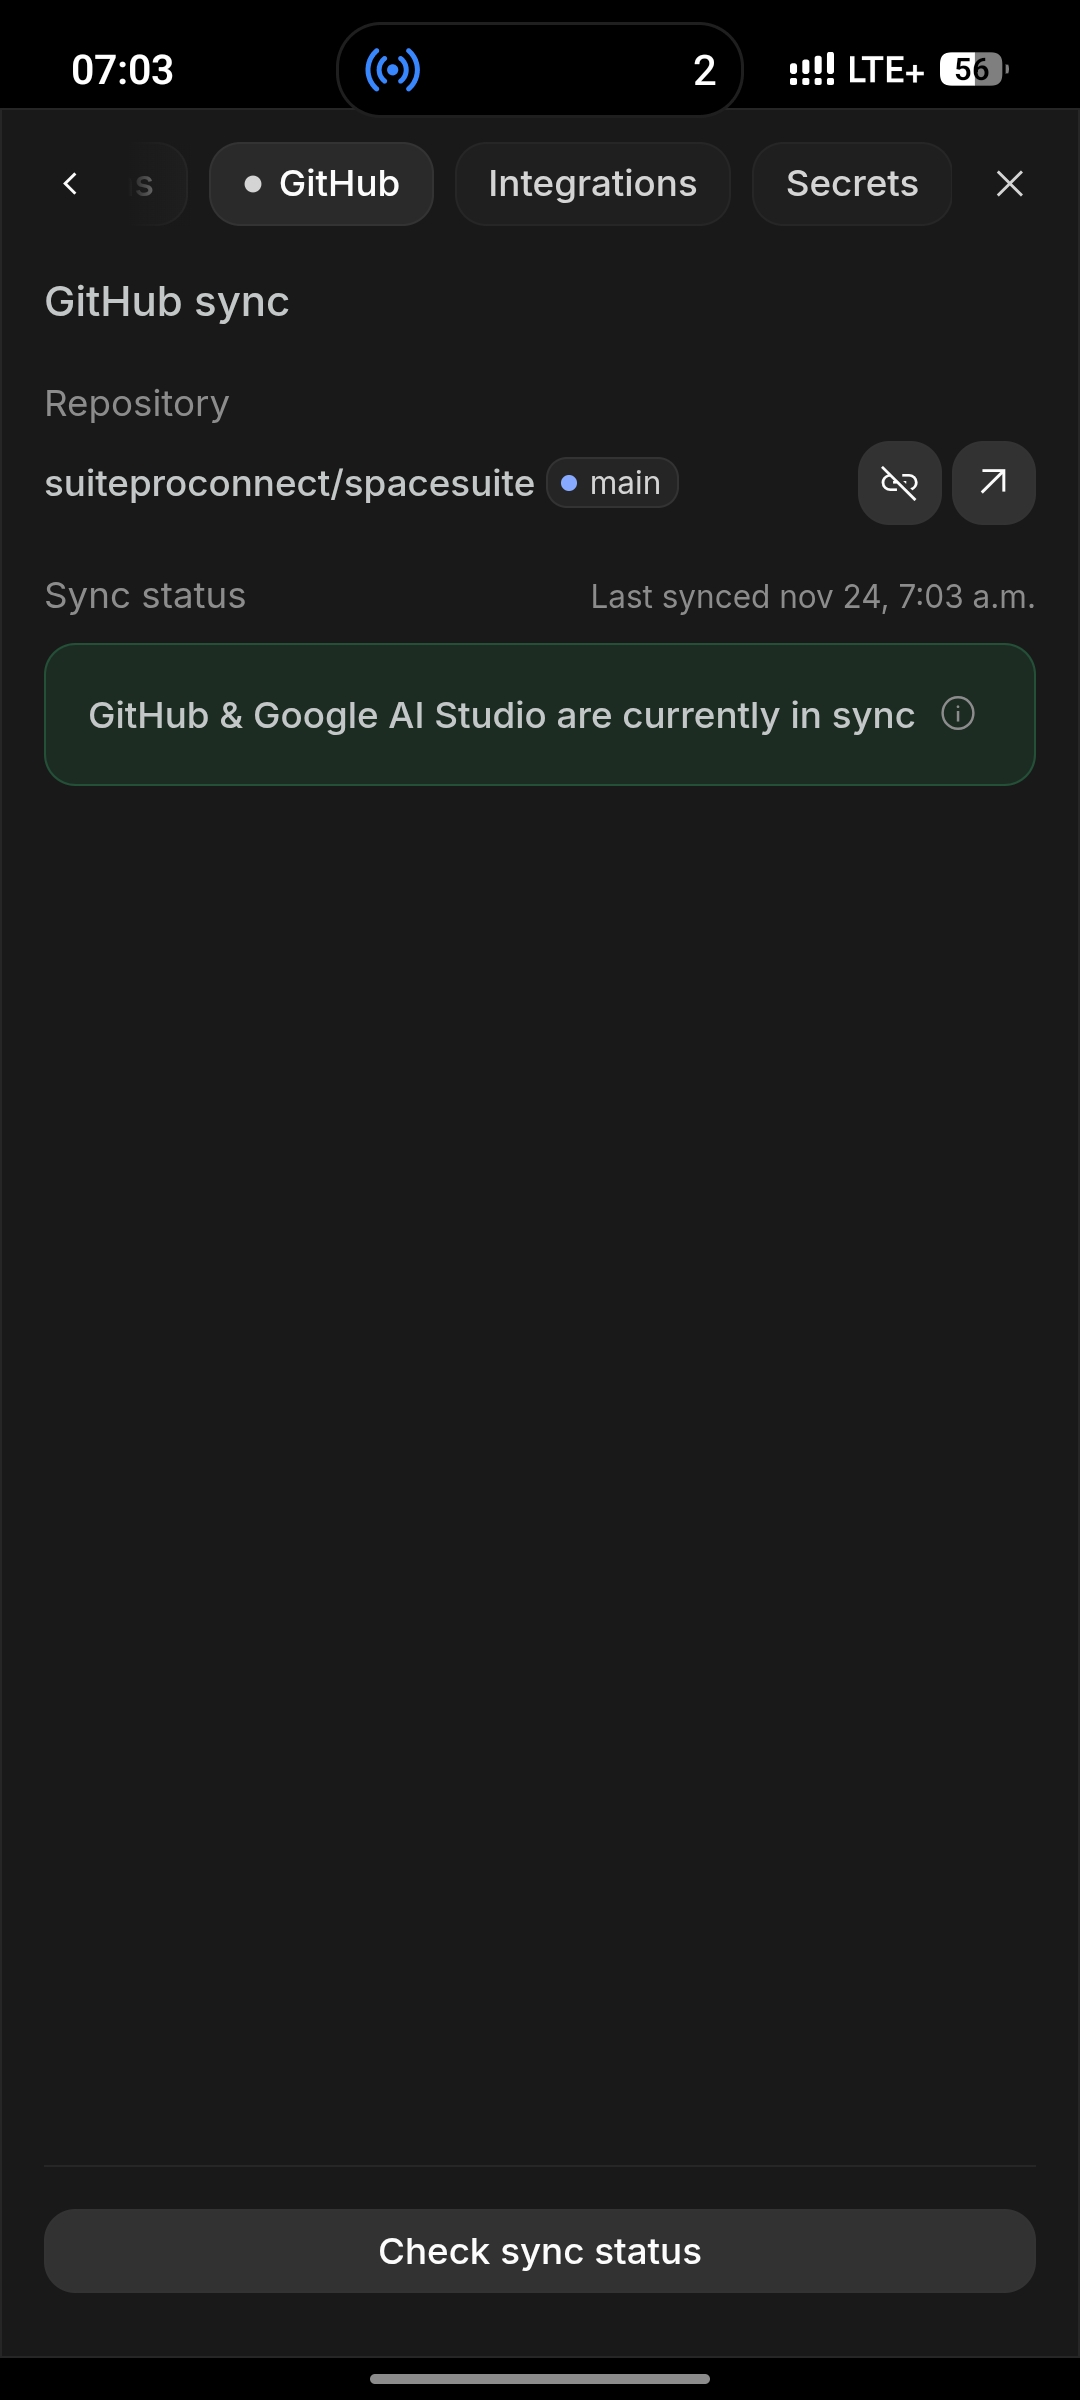 07:03
2
LTE+
56
s
GitHub
Integrations
Secrets
GitHub sync
Repository
suiteproconnect/spacesuite
main
Sync status
Last synced nov 24, 7:03 a.m.
GitHub & Google AI Studio are currently in sync
Check sync status